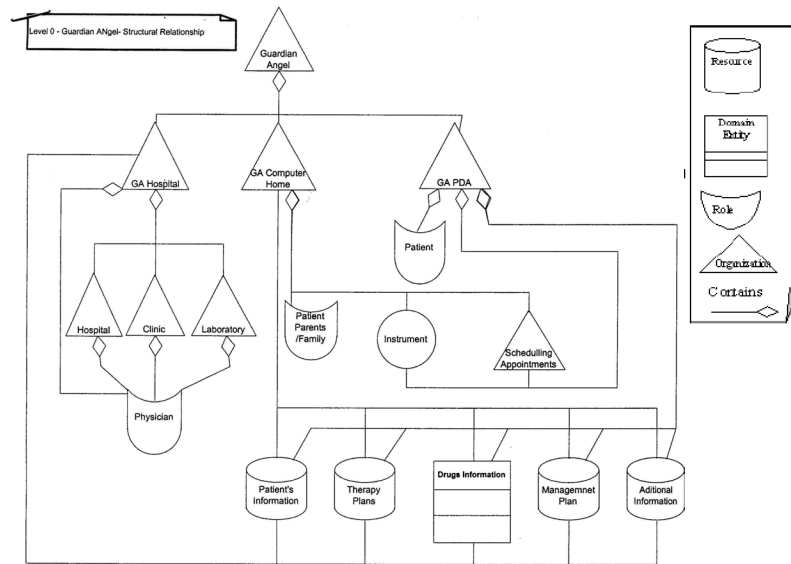 Level 0 - Guardian ANgel- Structural Relationship
Guardian
Angel
GA Hospital
GA Computer
Home
GA PDA
Patient
Hospital
Clinic
Laboratory
Patient
Parents
/Family
Instrument
Schedulling
Appointments
Physician
Patient's
Information
Therapy
Plans
Drugs Information
Managemnet
Plan
Aditional
Information
Resource
Domain
Entity
Role
Organization
Contains